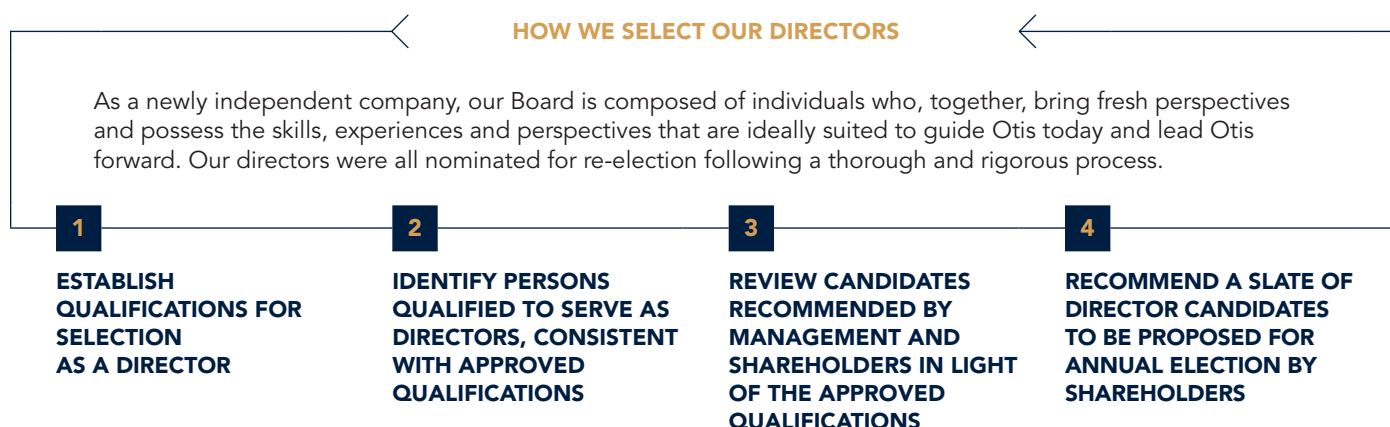 HOW WE SELECT OUR DIRECTORS
As a newly independent company, our Board is composed of individuals who, together, bring fresh perspectives
and possess the skills, experiences and perspectives that are ideally suited to guide Otis today and lead Otis
forward. Our directors were all nominated for re-election following a thorough and rigorous process.
1
ESTABLISH
QUALIFICATIONS FOR
SELECTION
AS A DIRECTOR
2
IDENTIFY PERSONS
QUALIFIED TO SERVE AS
DIRECTORS, CONSISTENT
WITH APPROVED
QUALIFICATIONS
3
REVIEW CANDIDATES
RECOMMENDED BY
MANAGEMENT AND
SHAREHOLDERS IN LIGHT
OF THE APPROVED
QUALIFICATIONS
4
RECOMMEND A SLATE OF
DIRECTOR CANDIDATES
TO BE PROPOSED FOR
ANNUAL ELECTION BY
SHAREHOLDERS